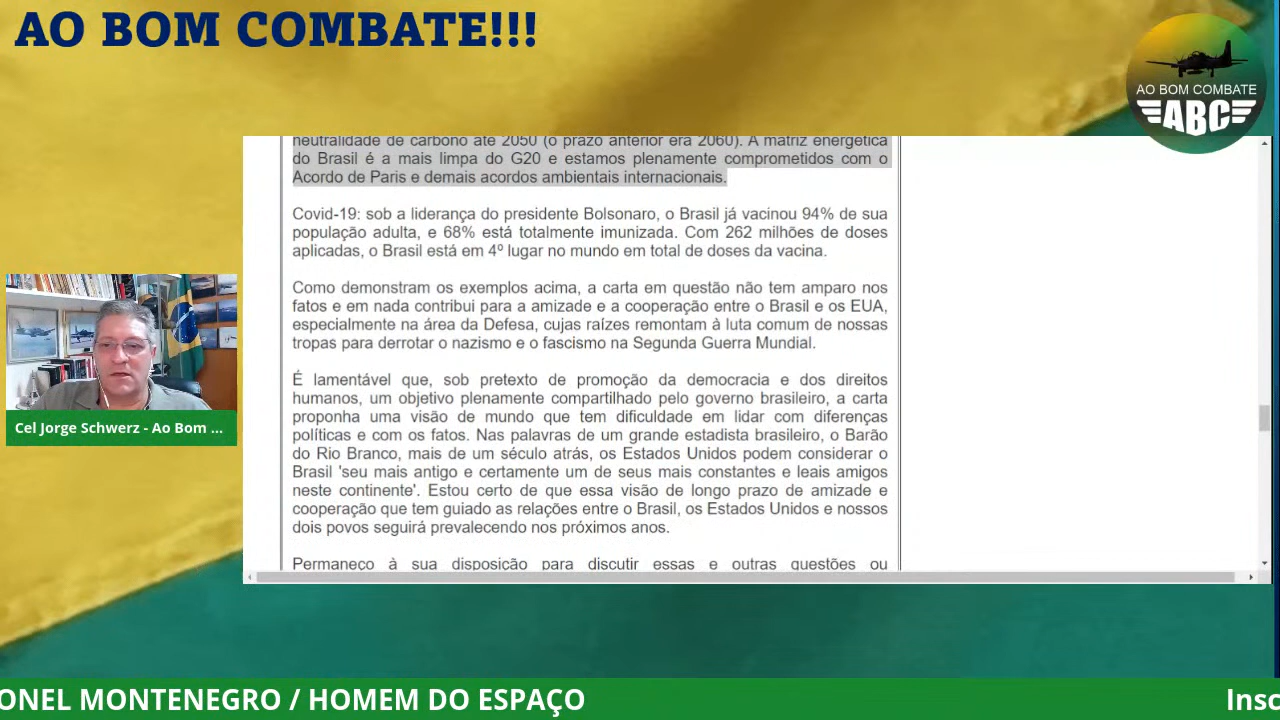 AO BOM COMBATE!!!
AO BOM COMBATE
ABC
neutralidade de carbono até 2050 (o prazo anterior era 2060). A matriz energética
do Brasil é a mais limpa do G20 e estamos plenamente comprometidos com o
Acordo de Paris e demais acordos ambientais internacionais.
Covid-19: sob a liderança do presidente Bolsonaro, o Brasil já vacinou 94% de sua
população adulta, e 68% está totalmente imunizada. Com 262 milhões de doses
aplicadas, o Brasil está em 4º lugar no mundo em total de doses da vacina.
Como demonstram os exemplos acima, a carta em questão não tem amparo nos
fatos e em nada contribui para a amizade e a cooperação entre o Brasil e os EUA,
especialmente na área da Defesa, cujas raízes remontam à luta comum de nossas
tropas para derrotar o nazismo e o fascismo na Segunda Guerra Mundial.
É lamentável que, sob pretexto de promoção da democracia e dos direitos
humanos, um objetivo plenamente compartilhado pelo governo brasileiro, a carta
proponha uma visão de mundo que tem dificuldade em lidar com diferenças
políticas e com os fatos. Nas palavras de um grande estadista brasileiro, o Barão
do Rio Branco, mais de um século atrás, os Estados Unidos podem considerar o
Brasil 'seu mais antigo e certamente um de seus mais constantes e leais amigos
neste continente'. Estou certo de que essa visão de longo prazo de amizade e
cooperação que tem guiado as relações entre o Brasil, os Estados Unidos e nossos
dois povos seguirá prevalecendo nos próximos anos.
Permaneço à sua disposição para discutir essas e outras questões ou
Cel Jorge Schwerz - Ao Bom ...
ONEL MONTENEGRO / HOMEM DO ESPAÇO
Insc